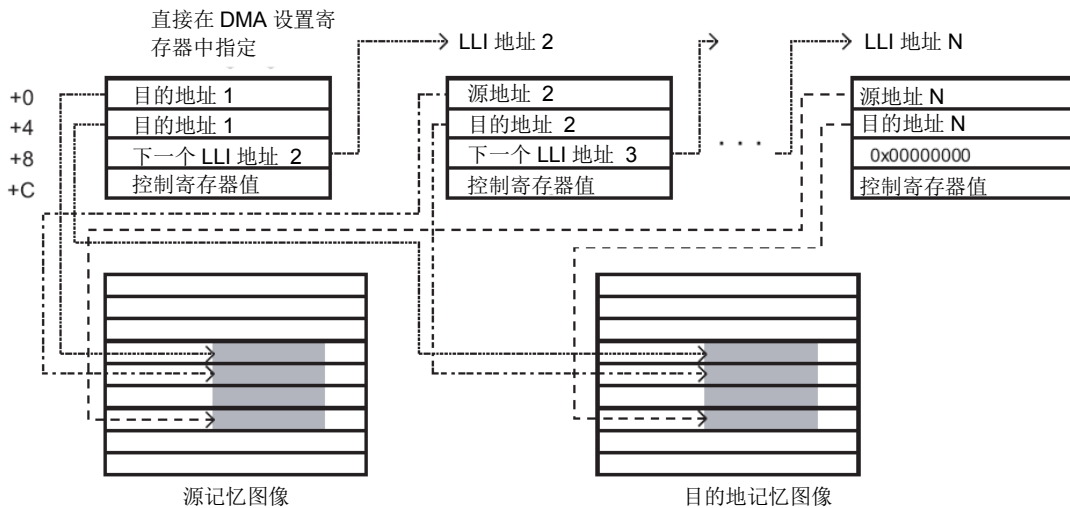 直接在 DMA 设置寄
存器中指定
LLI 地址 2
LLI 地址 N
+0
目的地址 1
源地址 2
源地址 N
+4
目的地址 1
目的地址 2
目的地址 N
+8
下一个 LLI 地址 2
下一个 LLI 地址 3
. . .
0x00000000
+C
控制寄存器值
控制寄存器值
控制寄存器值
源记忆图像
目的地记忆图像